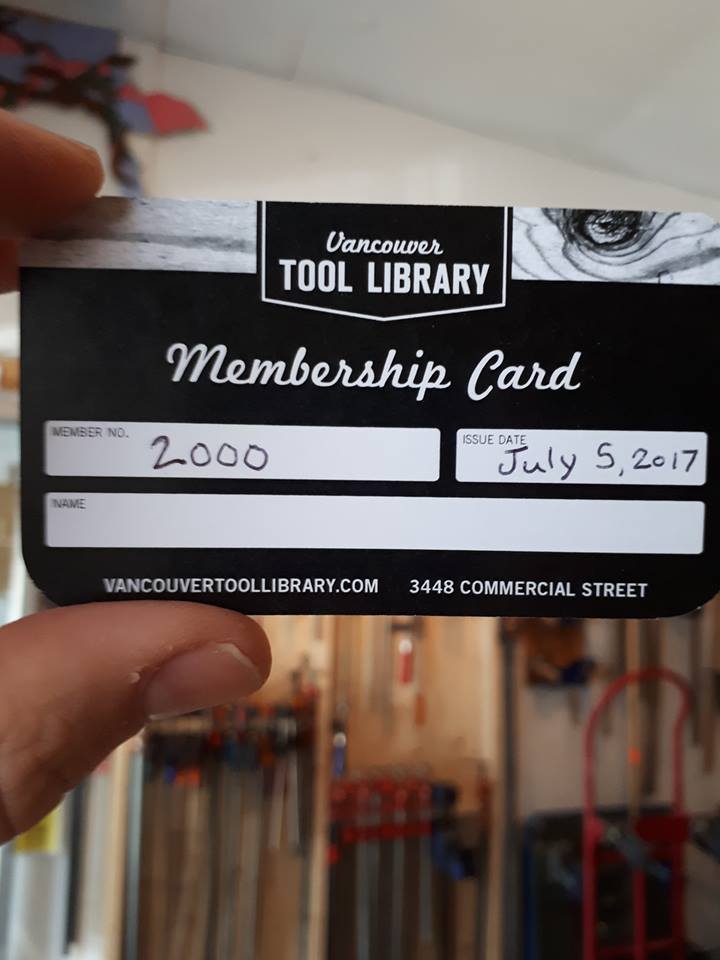 Vancouver
TOOL LIBRARY
Membership Card
MEMBER NO. 2000
ISSUE DATE July 5, 2017
NAME
VANCOUVERTOOLLIBRARY.COM 3448 COMMERCIAL STREET